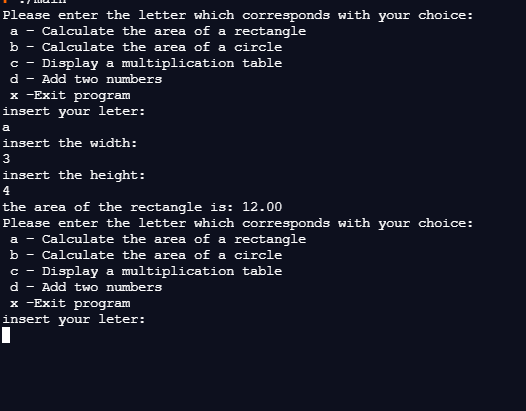 ./main
Please enter the letter which corresponds with your choice:
a - Calculate the area of a rectangle
b - Calculate the area of a circle
c - Display a multiplication table
d - Add two numbers
x -Exit program
insert your leter:
a
insert the width:
3
insert the height:
4
the area of the rectangle is: 12.00
Please enter the letter which corresponds with your choice:
a - Calculate the area of a rectangle
b - Calculate the area of a circle
c - Display a multiplication table
d - Add two numbers
x -Exit program
insert your leter: